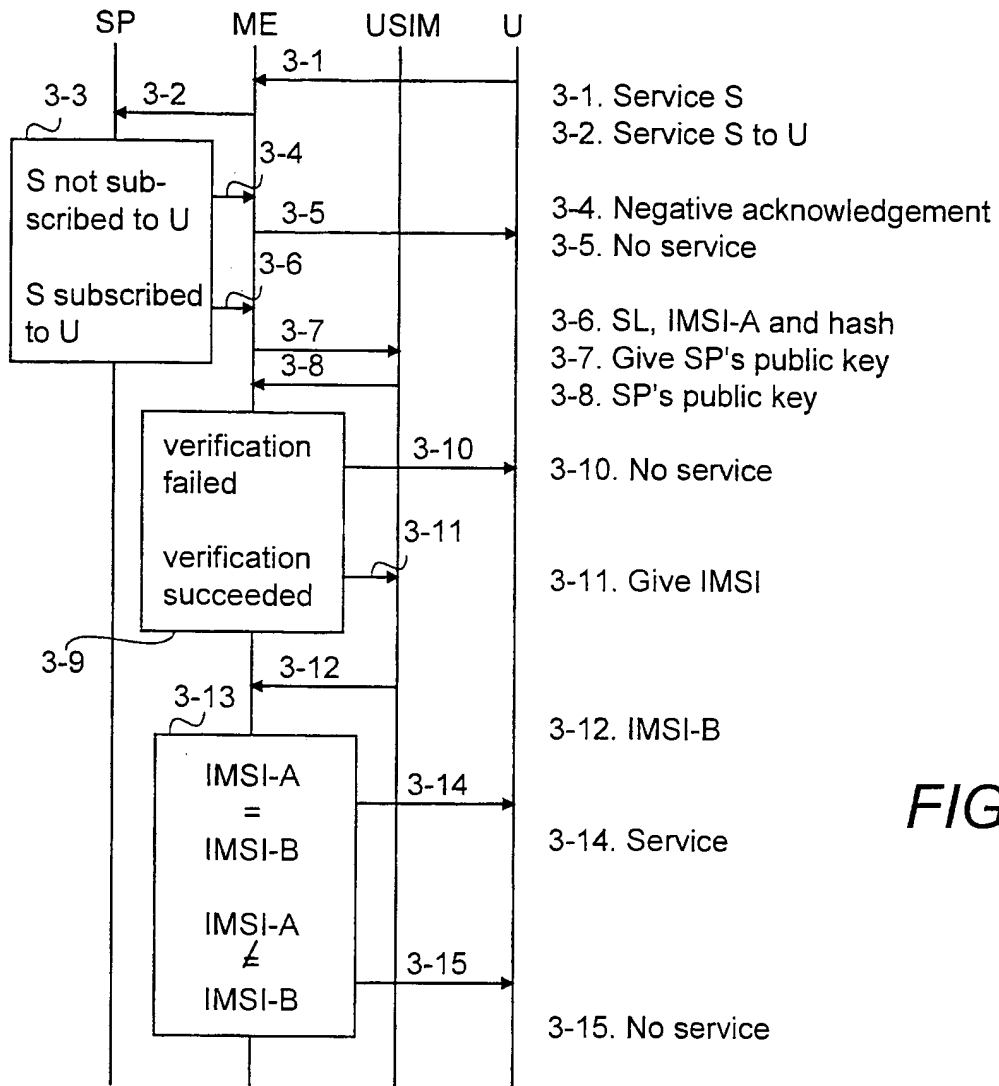 SP ME USIM U
3-1
3-1. Service S
3-3 3-2
3-2. Service S to U
S not sub-
scribed to U
3-4
3-4. Negative acknowledgement
3-5
3-5. No service
3-6
S subscribed
to U
3-6. SL, IMSI-A and hash
3-7
3-7. Give SP's public key
3-8
3-8. SP's public key
verification
failed
3-10
3-10. No service
3-11
verification
succeeded
3-11. Give IMSI
3-9
3-12
3-12. IMSI-B
3-13
IMSI-A
=
IMSI-B
3-14
3-14. Service
IMSI-A
≠
IMSI-B
3-15
3-15. No service
FIG